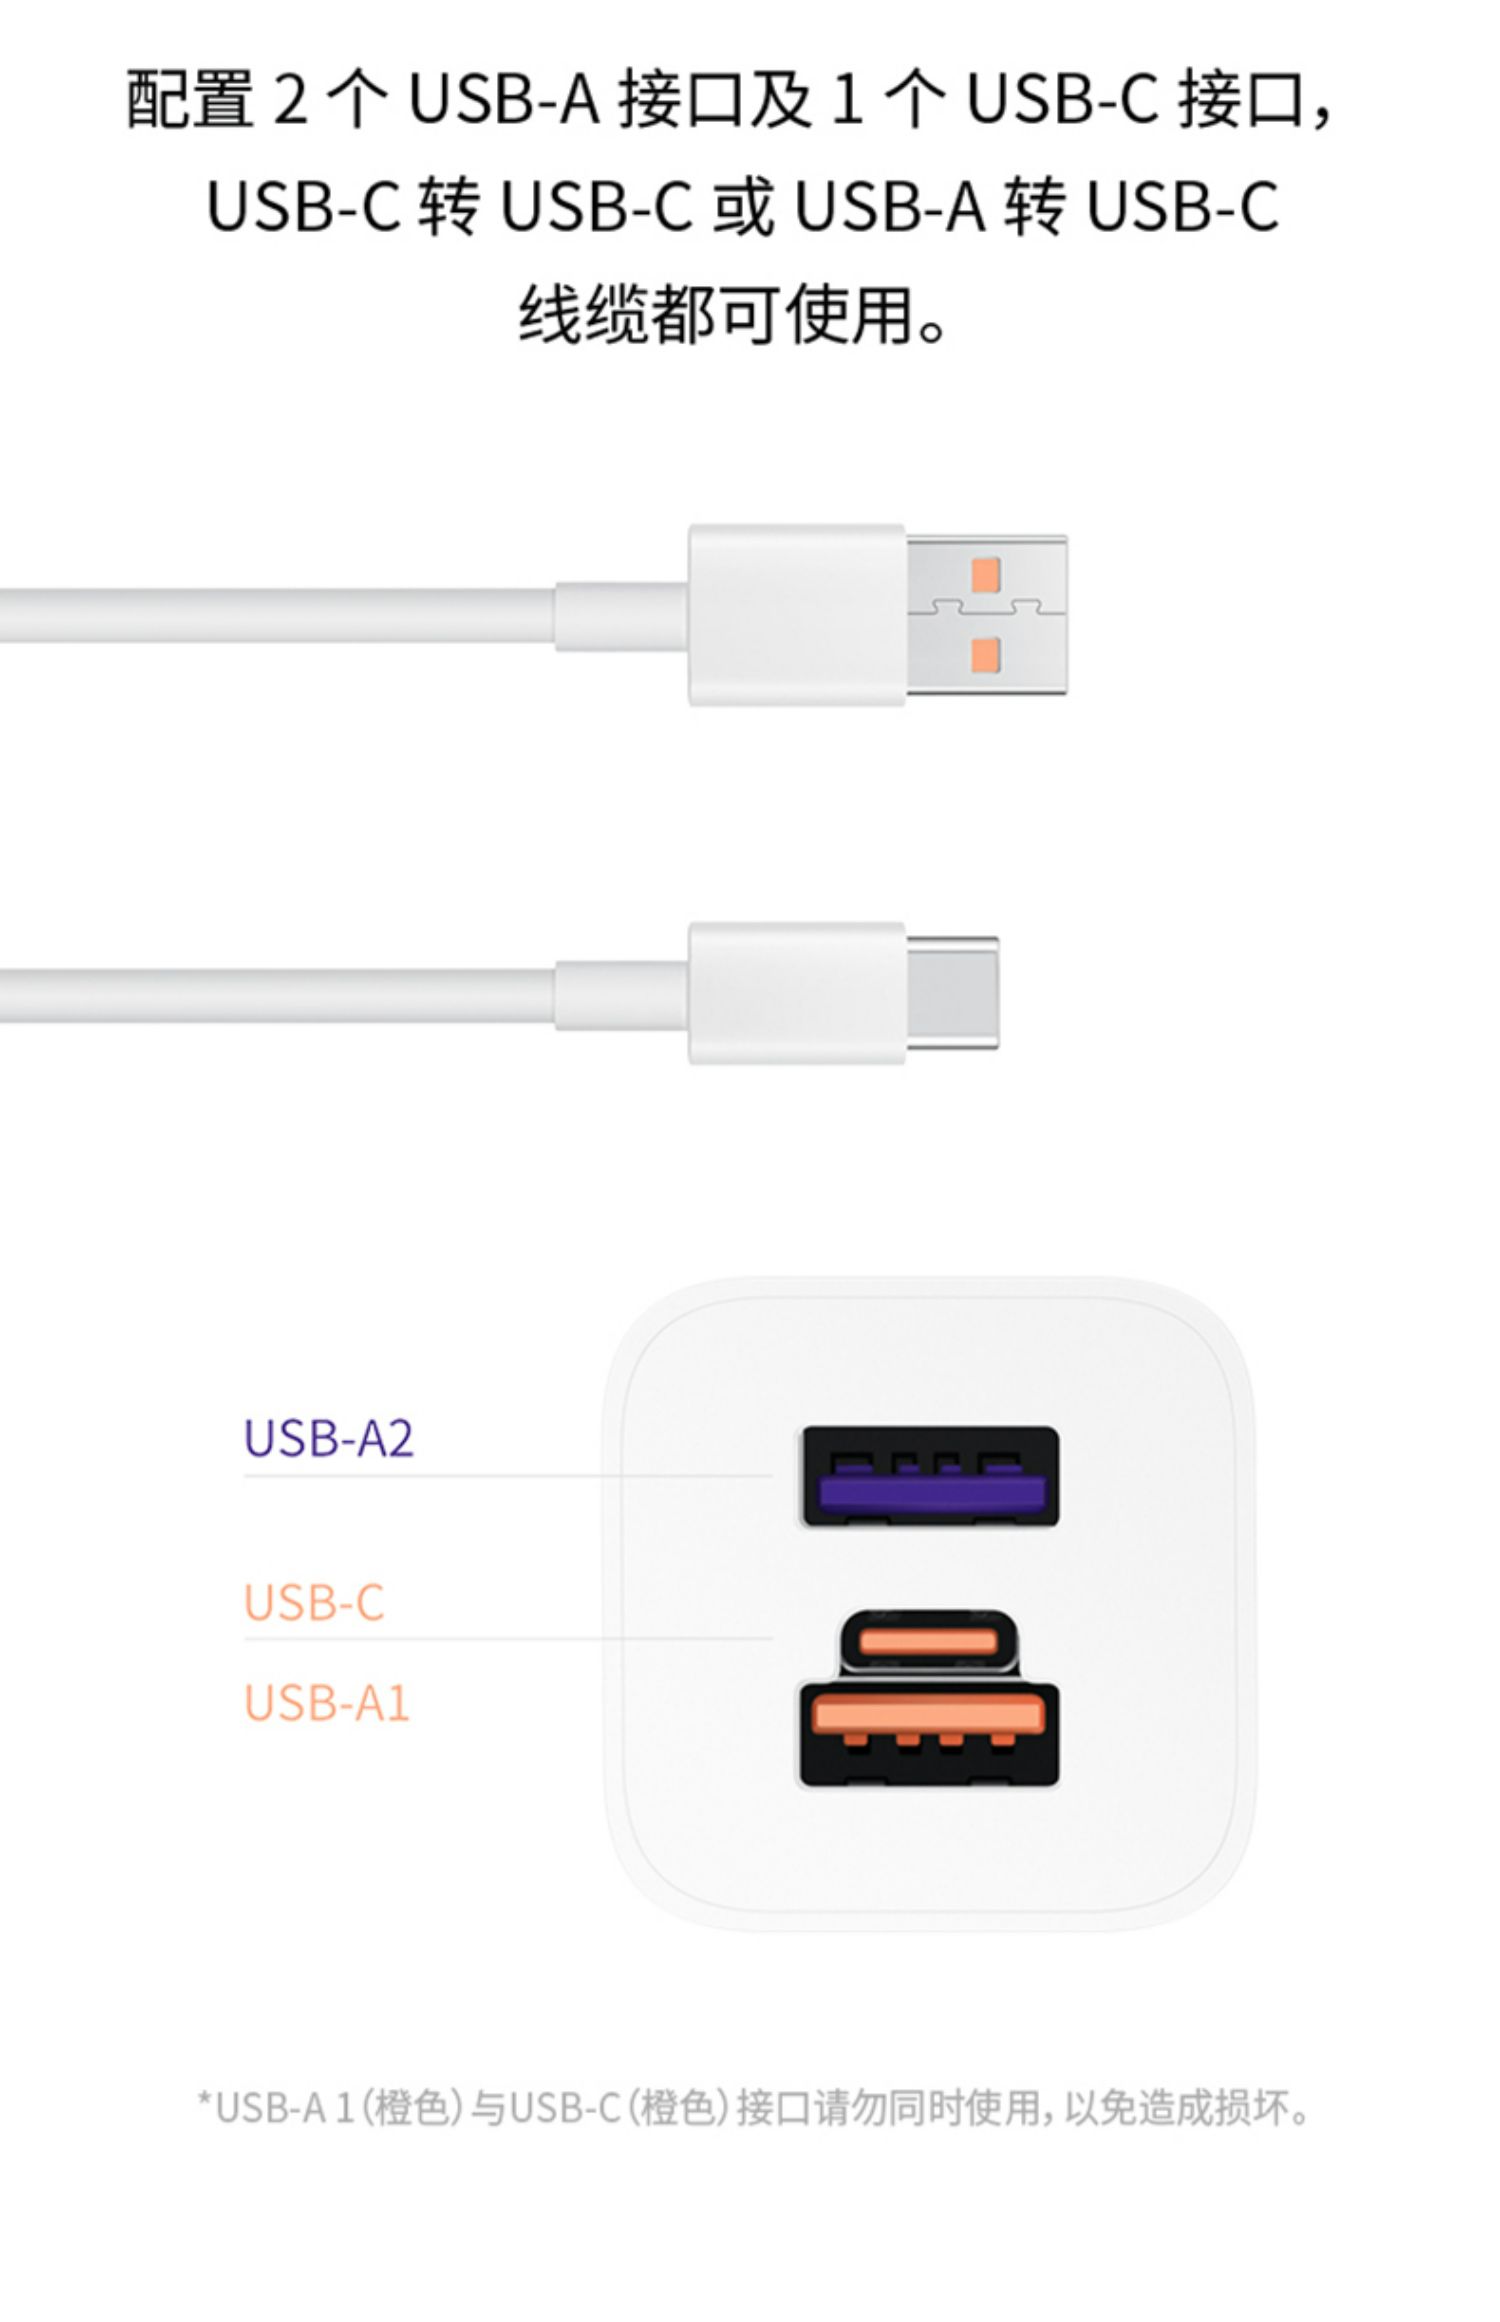 配置 2 个 USB-A 接口及 1 个 USB-C 接口，
USB-C 转 USB-C 或 USB-A 转 USB-C
线缆都可使用。
USB-A2
USB-C
USB-A1
*USB-A 1（橙色）与USB-C（橙色）接口请勿同时使用，以免造成损坏。